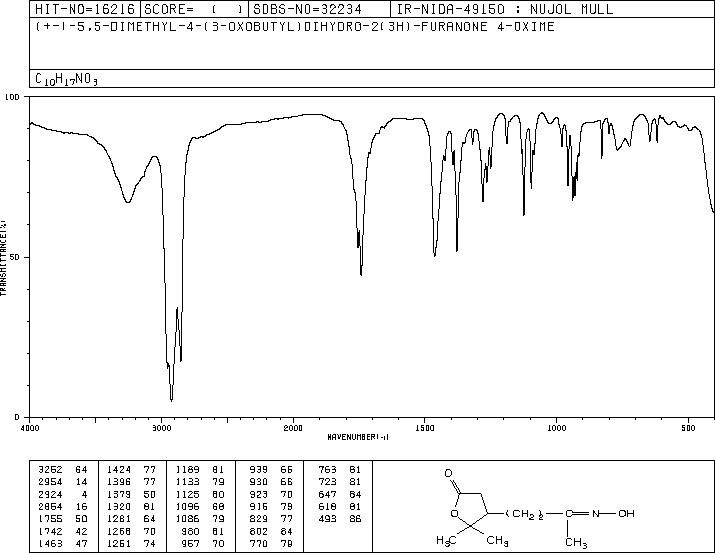 HIT-NO=16216 SCORE= ( ) SDBS-NO=32234 IR-NIDA-49150 : NUJOL MULL
(+-)-5,5-DIMETHYL-4-(3-OXOBUTYL)DIHYDRO-2(3H)-FURANONE 4-OXIME
C10H17NO3
100
50
0
TRANSMITTANCE(%)
4000 3000 2000 1500 1000 500
WAVENUMBER(-1)
3262 64 1424 77 1189 81 939 66 763 81
2954 14 1396 77 1133 79 930 66 723 81
2924 4 1379 50 1125 60 923 70 647 84
2854 16 1320 81 1096 68 916 79 618 81
1755 50 1281 64 1086 79 829 77 493 86
1742 42 1268 70 980 81 802 84
1463 47 1251 74 957 70 770 79
O
O
(CH2)2
N
OH
H3C
CH3
CH3